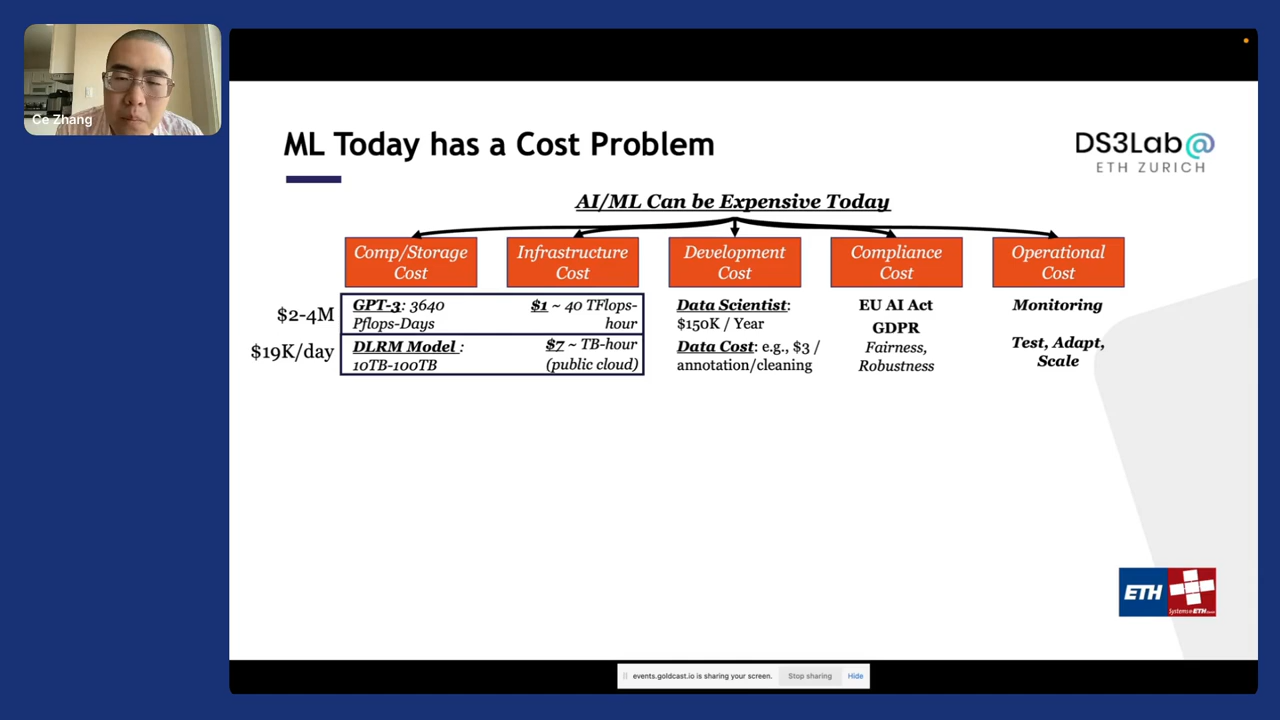 Ce Zhang
ML Today has a Cost Problem
DS3Lab@
ETH ZURICH
AI/ML Can be Expensive Today
Comp/Storage
Cost
Infrastructure
Cost
Development
Cost
Compliance
Cost
Operational
Cost
$2-4M
GPT-3: 3640
Pflops-Days
$1 ~ 40 TFlops-
hour
$19K/day
DLRM Model :
10TB-100TB
$7 ~ TB-hour
(public cloud)
Data Scientist:
$150K / Year
Data Cost: e.g., $3 /
annotation/cleaning
EU AI Act
GDPR
Fairness,
Robustness
Monitoring
Test, Adapt,
Scale
ETH
Systems@ETH
events.goldcast.io is sharing your screen.
Stop sharing
Hide